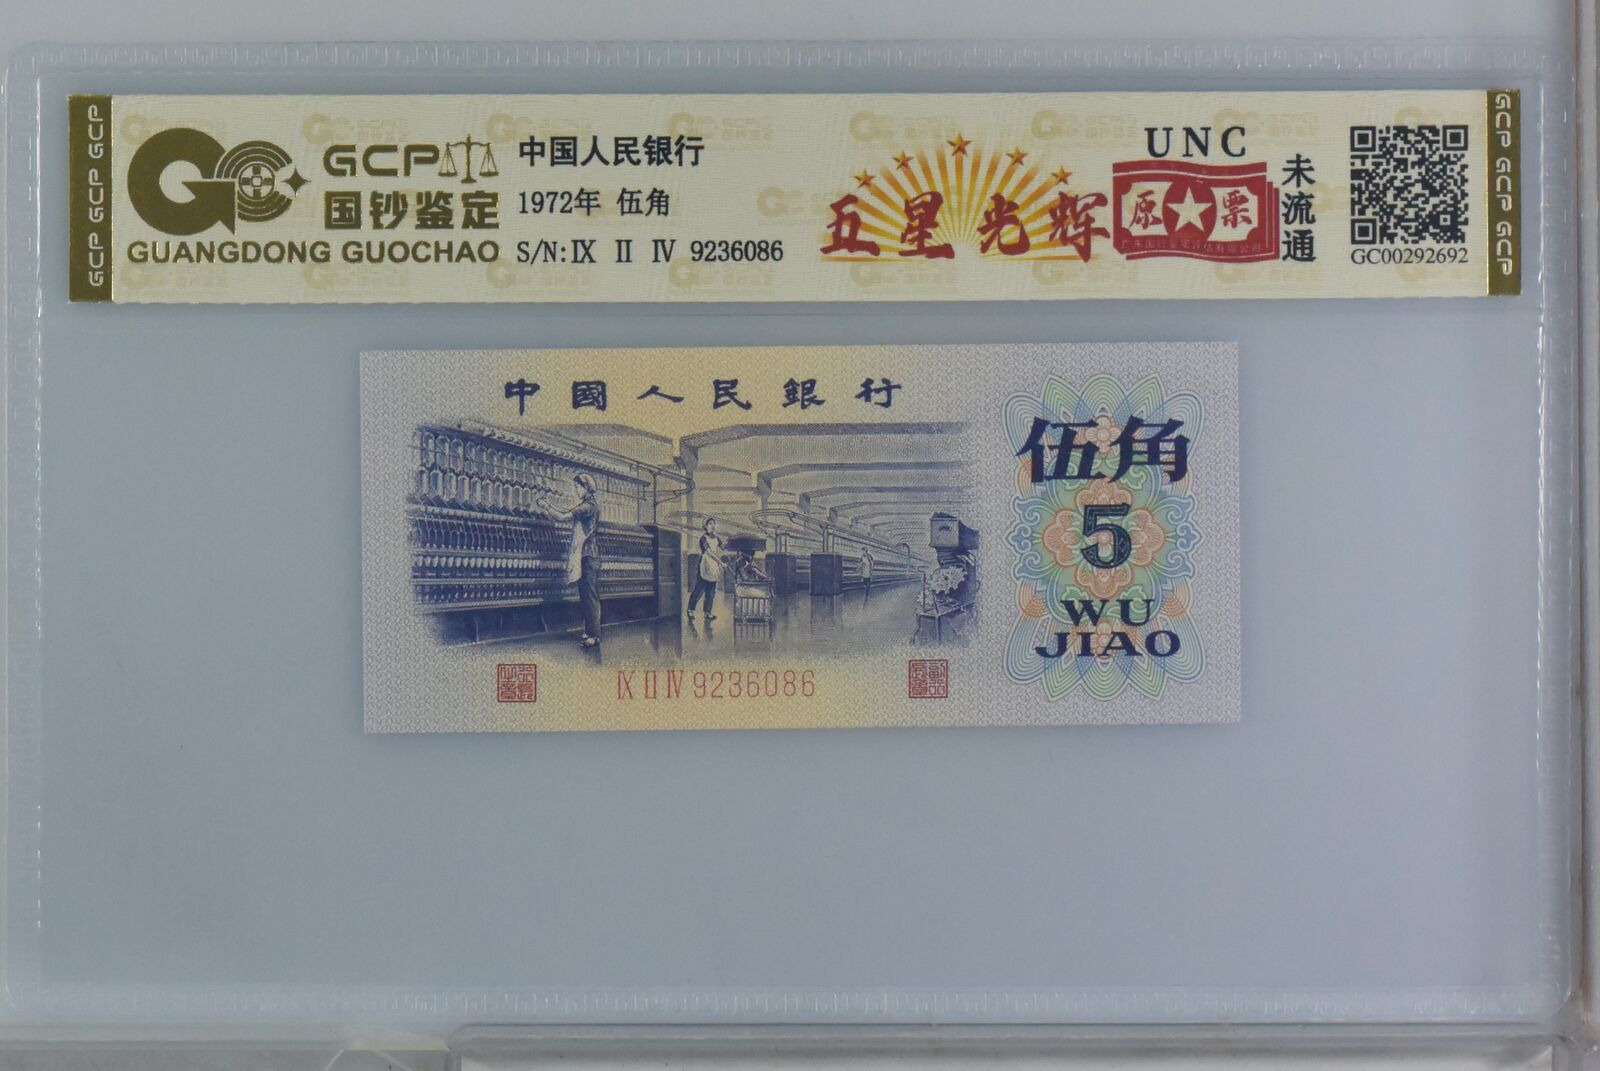 GCP GCP GCP
GCP
国钞鉴定
GUANGDONG GUOCHAO
中国人民银行
1972年 伍角
S/N:Ⅸ Ⅱ Ⅳ 9236086
五星光辉
UNC
原票
未流通
GC00292692
GCP GCP GCP
中國人民銀行
伍角
5
WU
JIAO
Ⅸ Ⅱ Ⅳ 9236086